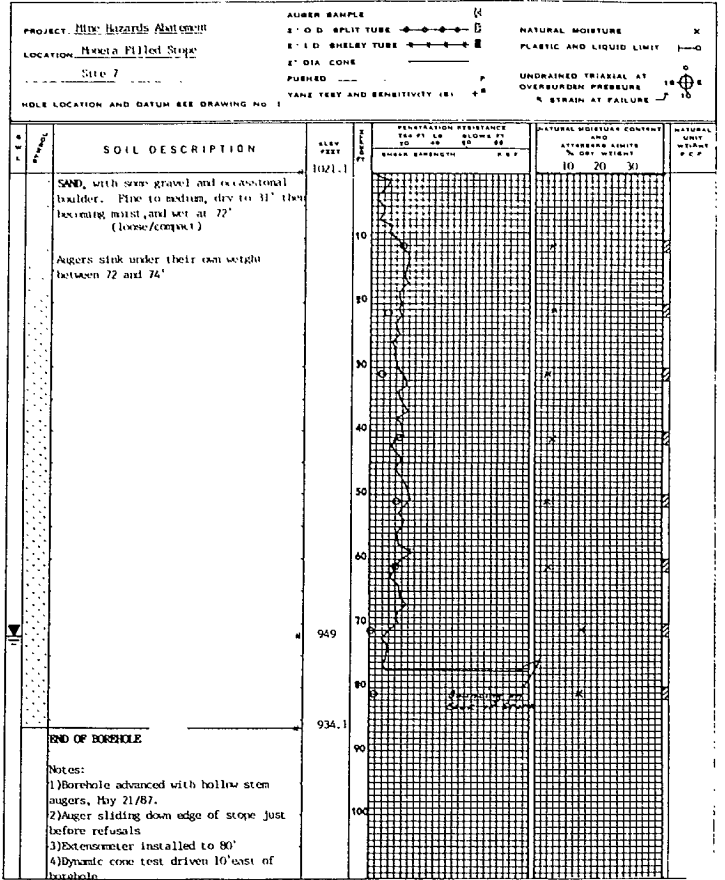 PROJECT: Mine Hazards Abatement
LOCATION: Moneta Filled Stope
Site 7
HOLE LOCATION AND DATUM SEE DRAWING No 1
AUGER SAMPLE
2" O D SPLIT TUBE
2" I D SHELBY TUBE
2" DIA CONE
PUSHED P
VANE TEST AND SENSITIVITY (S) +S
NATURAL MOISTURE X
PLASTIC AND LIQUID LIMIT
UNDRAINED TRIAXIAL AT
OVERBURDEN PRESSURE
% STRAIN AT FAILURE
SYMBOL
SOIL DESCRIPTION
ELEV
FEET
DEPTH
PENETRATION RESISTANCE
BLOWS FT
20 40 60 80
SHEAR STRENGTH P.S.F
NATURAL MOISTURE CONTENT
AND
ATTERBERG LIMITS
% DRY WEIGHT
10 20 30
NATURAL
UNIT
WEIGHT
P.C.F
1021.1
SAND, with some gravel and occasional
boulder. Fine to medium, dry to 31' then
becoming moist,and wet at 72'
(loose/compact)
Augers sink under their own weight
between 72 and 74'
10
20
30
40
50
60
70
949
80
934.1
END OF BOREHOLE
90
Notes:
1)Borehole advanced with hollow stem
augers, May 21/87.
2)Auger sliding down edge of stope just
before refusals
100
3)Extensometer installed to 80'
4)Dynamic cone test driven 10'east of
borehole